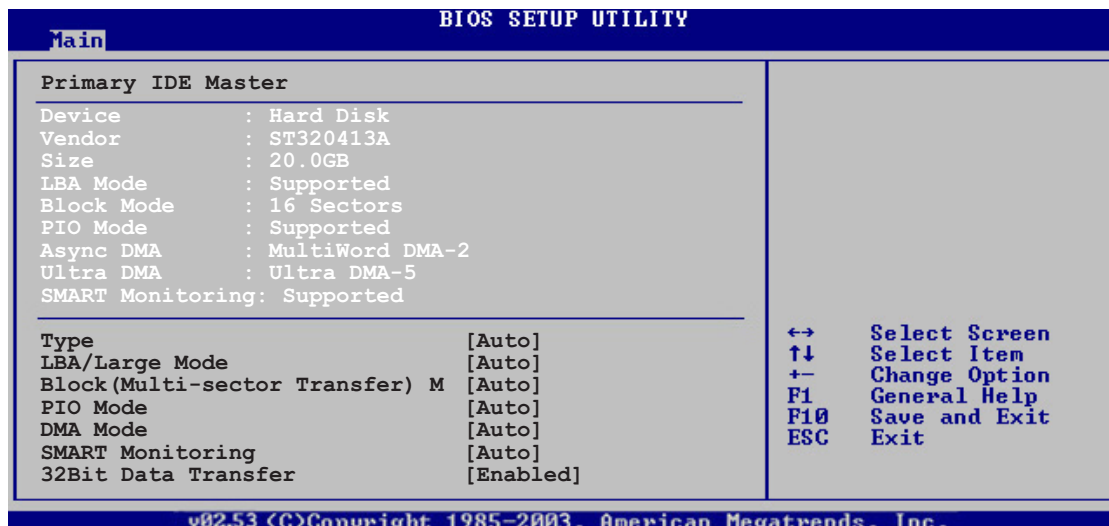 BIOS SETUP UTILITY
Main
Primary IDE Master
Device : Hard Disk
Vendor : ST320413A
Size : 20.0GB
LBA Mode : Supported
Block Mode : 16 Sectors
PIO Mode : Supported
Async DMA : MultiWord DMA-2
Ultra DMA : Ultra DMA-5
SMART Monitoring: Supported
Type [Auto]
LBA/Large Mode [Auto]
Block(Multi-sector Transfer) M [Auto]
PIO Mode [Auto]
DMA Mode [Auto]
SMART Monitoring [Auto]
32Bit Data Transfer [Enabled]
←→ Select Screen
↑↓ Select Item
+- Change Option
F1 General Help
F10 Save and Exit
ESC Exit
v02.53 (C)Copyright 1985-2003, American Megatrends, Inc.